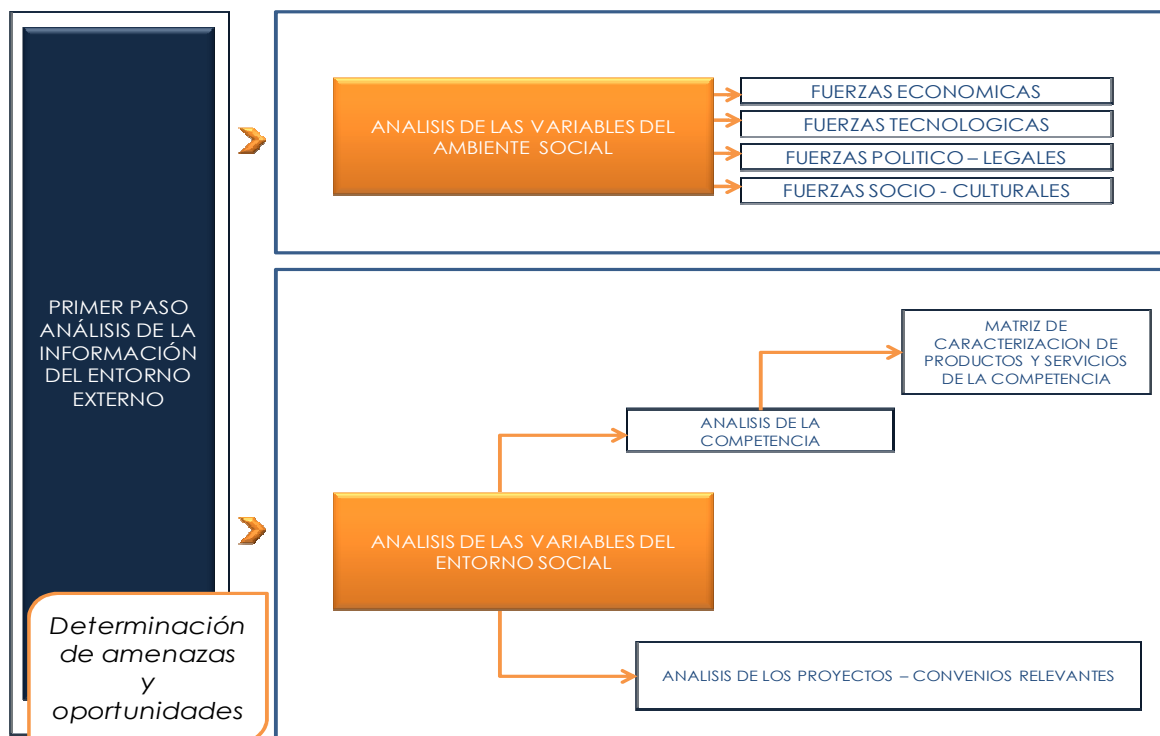 PRIMER PASO
ANÁLISIS DE LA
INFORMACIÓN
DEL ENTORNO
EXTERNO
Determinación
de amenazas
y
oportunidades
ANALISIS DE LAS VARIABLES DEL
AMBIENTE SOCIAL
FUERZAS ECONOMICAS
FUERZAS TECNOLOGICAS
FUERZAS POLITICO – LEGALES
FUERZAS SOCIO - CULTURALES
MATRIZ DE
CARACTERIZACION DE
PRODUCTOS Y SERVICIOS
DE LA COMPETENCIA
ANALISIS DE LA
COMPETENCIA
ANALISIS DE LAS VARIABLES DEL
ENTORNO SOCIAL
ANALISIS DE LOS PROYECTOS – CONVENIOS RELEVANTES